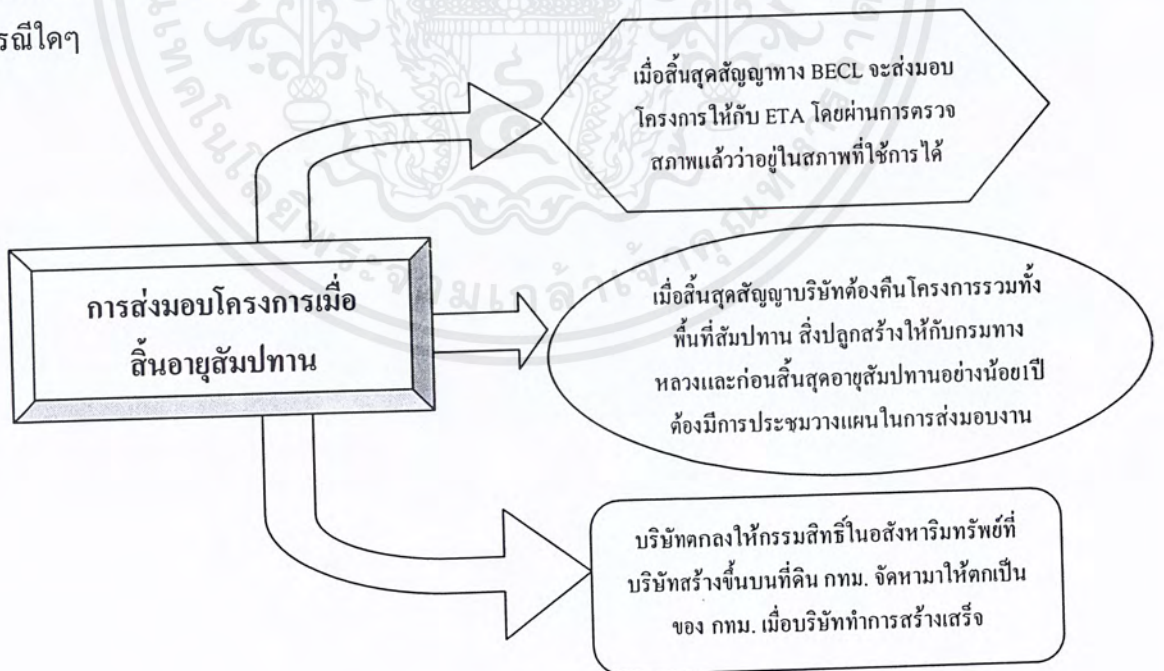 รณีใดๆ
เมื่อสิ้นสุดสัญญาทาง BECL จะส่งมอบ
โครงการให้กับ ETA โดยผ่านการตรวจ
สภาพแล้วว่าอยู่ในสภาพที่ใช้การได้
การส่งมอบโครงการเมื่อ
สิ้นอายุสัมปทาน
เมื่อสิ้นสุดสัญญาบริษัทต้องคืนโครงการรวมทั้ง
พื้นที่สัมปทาน สิ่งปลูกสร้างให้กับกรมทาง
หลวงและก่อนสิ้นสุดอายุสัมปทานอย่างน้อย1ปี
ต้องมีการประชุมวางแผนในการส่งมอบงาน
บริษัทตกลงให้กรรมสิทธิ์ในอสังหาริมทรัพย์ที่
บริษัทสร้างขึ้นบนที่ดิน กทม. จัดหามาให้ตกเป็น
ของ กทม. เมื่อบริษัททำการสร้างเสร็จ